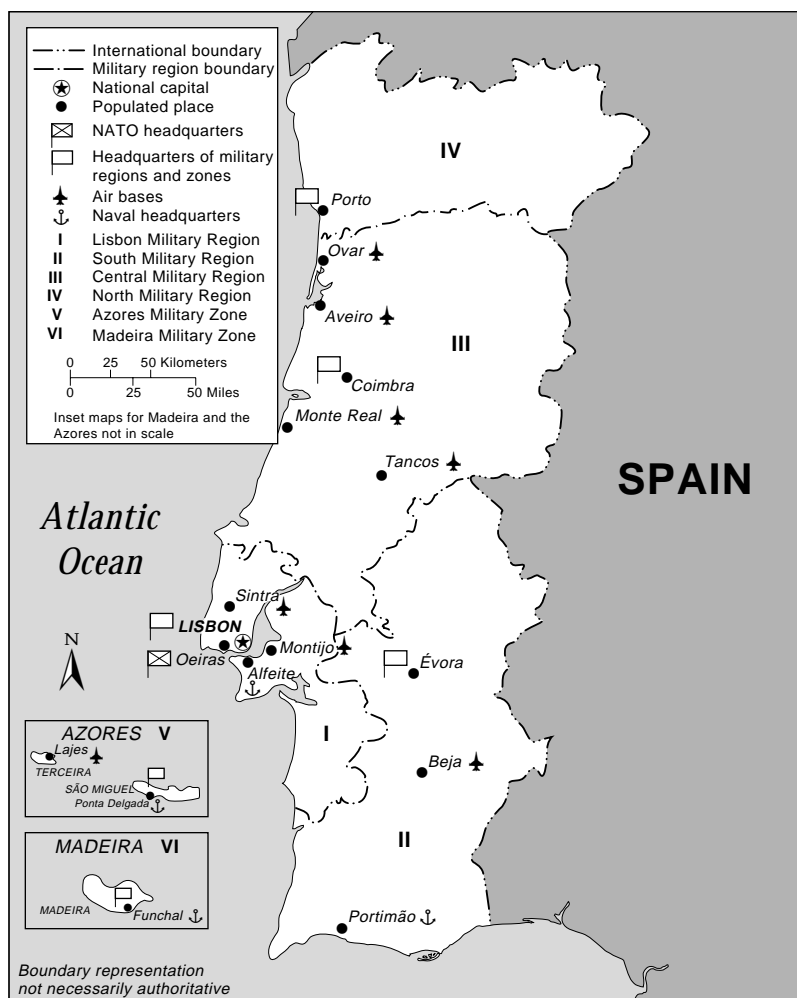 International boundary
Military region boundary
National capital
Populated place
NATO headquarters
Headquarters of military
regions and zones
Air bases
Naval headquarters
I Lisbon Military Region
II South Military Region
III Central Military Region
IV North Military Region
V Azores Military Zone
VI Madeira Military Zone
0 25 50 Kilometers
0 25 50 Miles
Inset maps for Madeira and the
Azores not in scale
IV
Porto
Ovar
Aveiro
III
Coimbra
Monte Real
Tancos
SPAIN
Atlantic
Ocean
Sintra
LISBON
N
Oeiras
Montijo
Alfeite
Évora
I
Beja
II
Portimão
AZORES V
Lajes
TERCEIRA
SÃO MIGUEL
Ponta Delgada
MADEIRA VI
MADEIRA
Funchal
Boundary representation
not necessarily authoritative